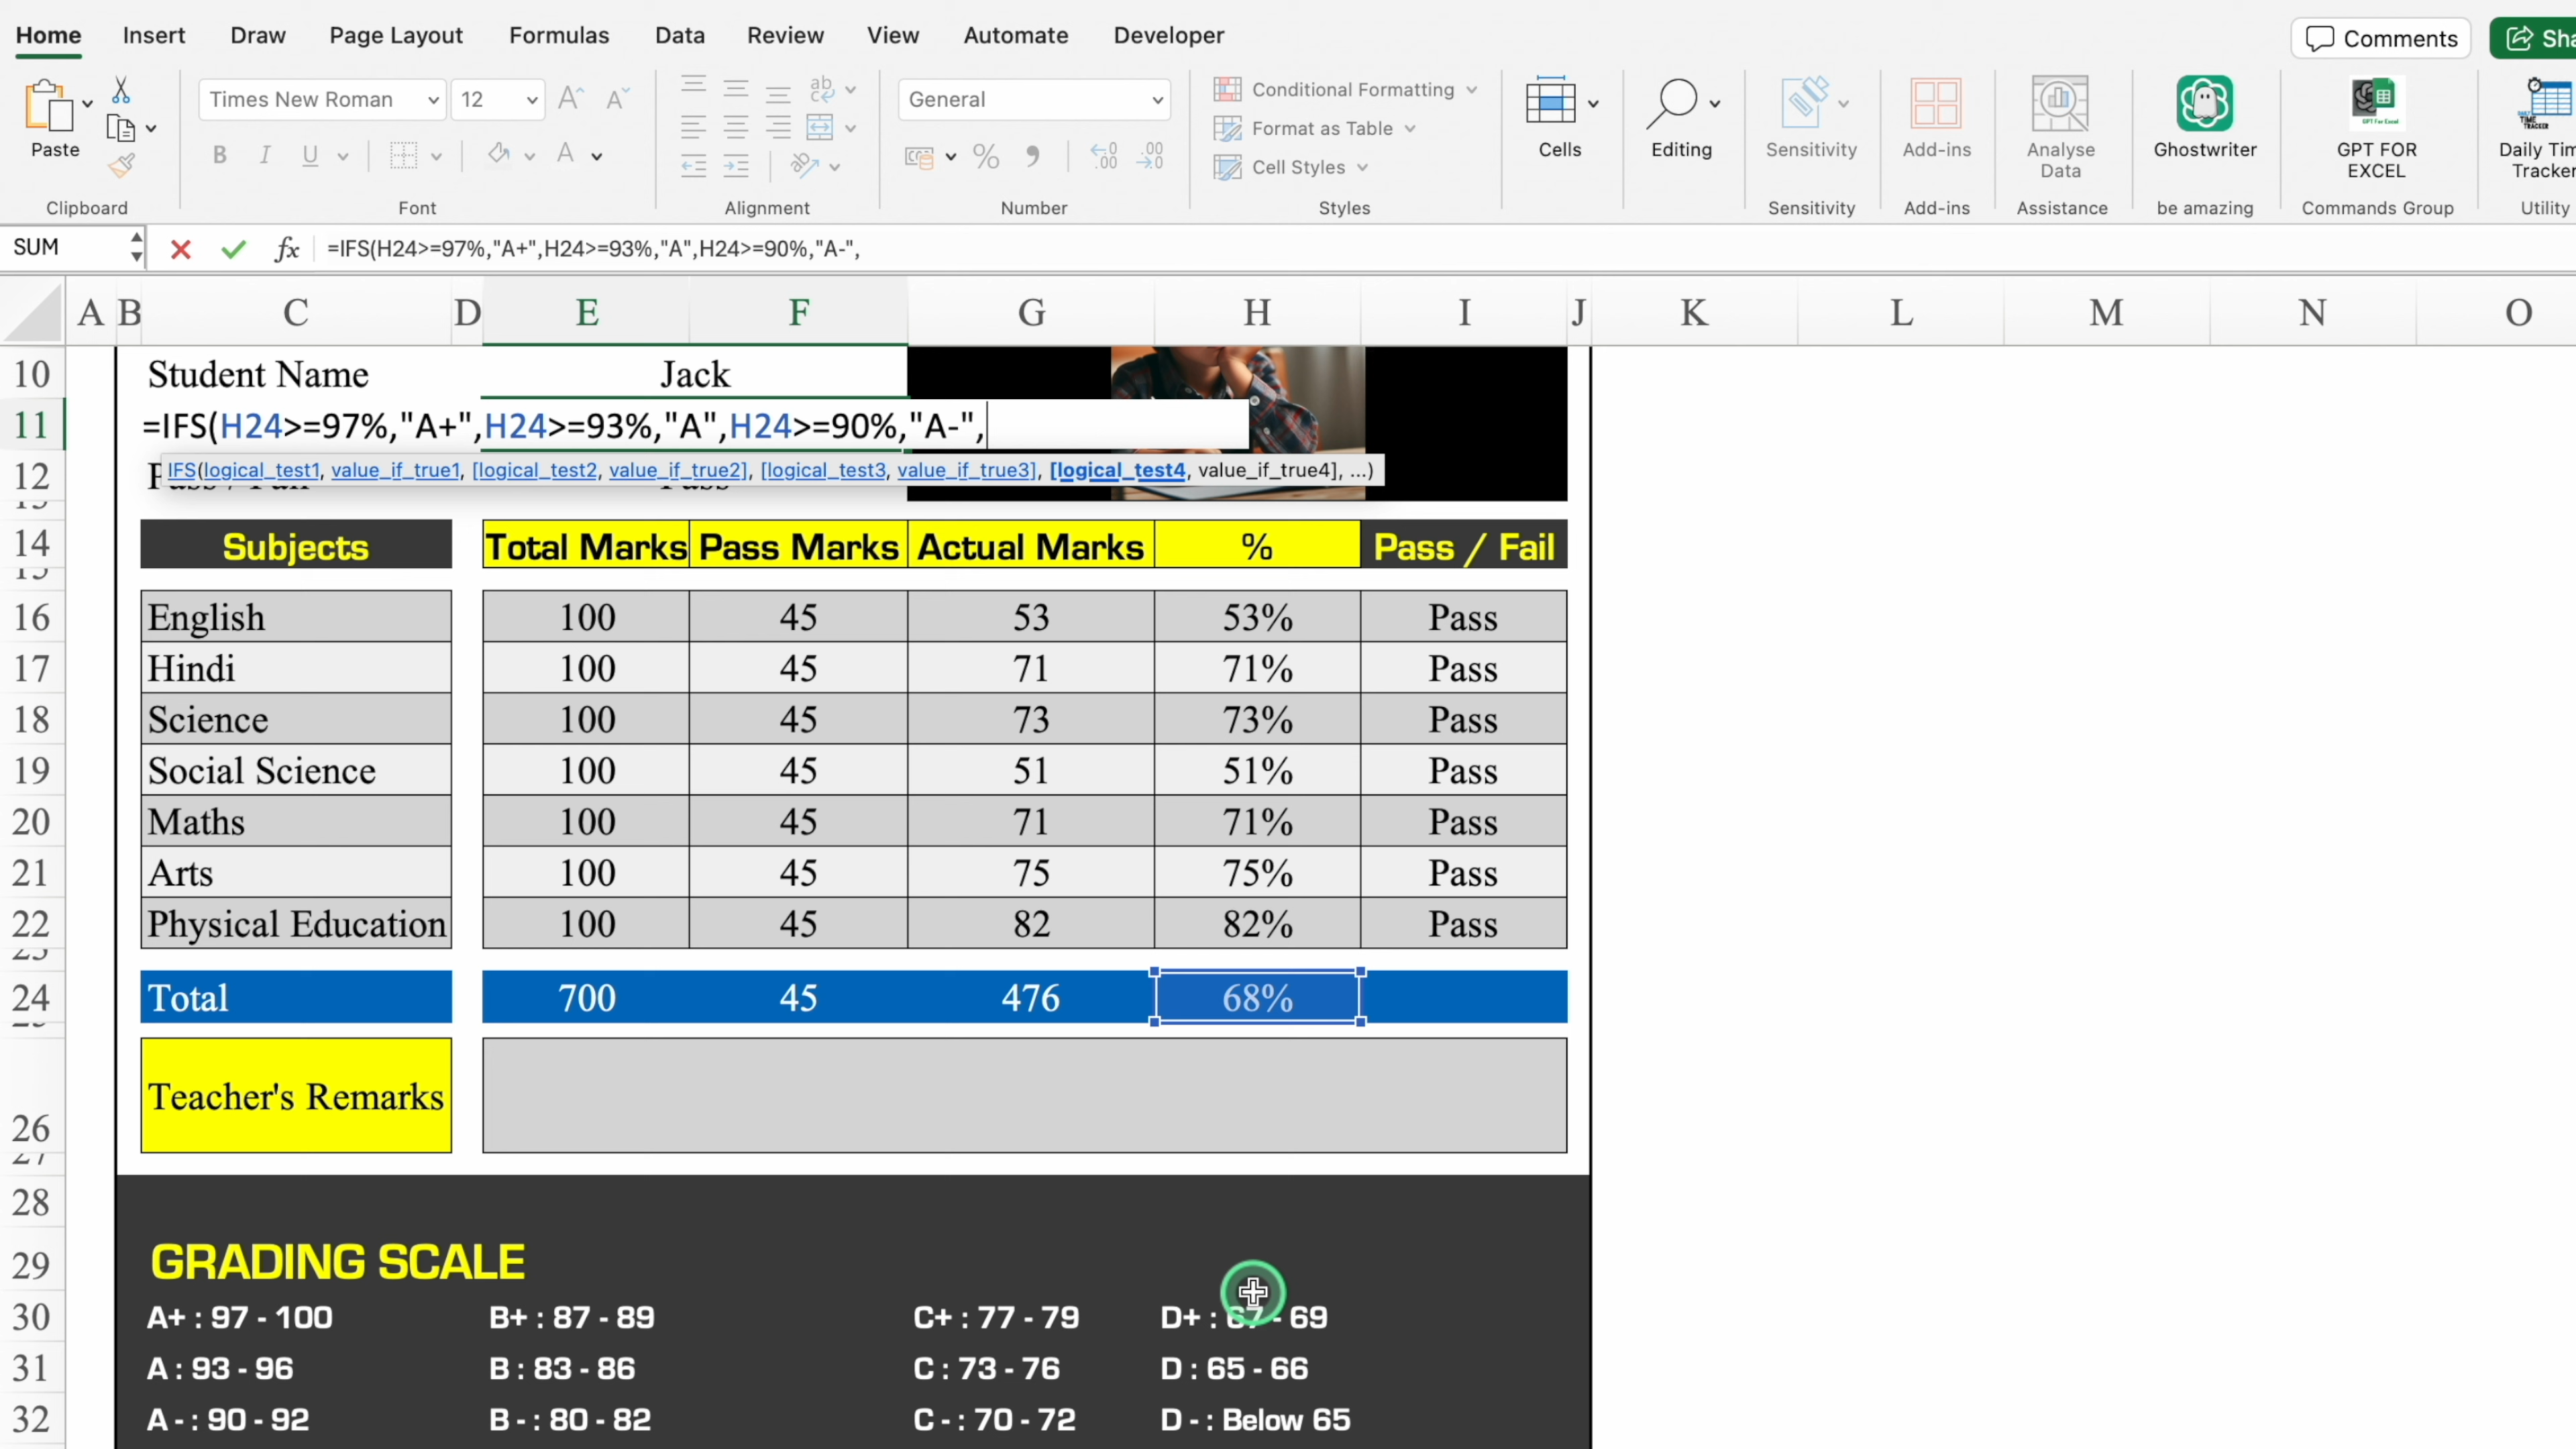 Home Insert Draw Page Layout Formulas Data Review View Automate Developer Comments
Paste Times New Roman 12 General Conditional Formatting
B I U A % Format as Table
Cell Styles
Cells Editing Sensitivity Add-ins Analyse Data Ghostwriter GPT FOR EXCEL
Clipboard Font Alignment Number Styles Sensitivity Add-ins Assistance be amazing Commands Group Utility
SUM fx =IFS(H24>=97%,"A+",H24>=93%,"A",H24>=90%,"A-",
A B C D E F G H I J K L M N O
10 Student Name Jack
11 =IFS(H24>=97%,"A+",H24>=93%,"A",H24>=90%,"A-",
12 IFS(logical_test1, value_if_true1, [logical_test2, value_if_true2], [logical_test3, value_if_true3], [logical_test4, value_if_true4], ...)
14 Subjects Total Marks Pass Marks Actual Marks % Pass / Fail
16 English 100 45 53 53% Pass
17 Hindi 100 45 71 71% Pass
18 Science 100 45 73 73% Pass
19 Social Science 100 45 51 51% Pass
20 Maths 100 45 71 71% Pass
21 Arts 100 45 75 75% Pass
22 Physical Education 100 45 82 82% Pass
24 Total 700 45 476 68%
26 Teacher's Remarks
28
29 GRADING SCALE
30 A+ : 97 - 100 B+ : 87 - 89 C+ : 77 - 79 D+ : 67 - 69
31 A : 93 - 96 B : 83 - 86 C : 73 - 76 D : 65 - 66
32 A - : 90 - 92 B - : 80 - 82 C - : 70 - 72 D - : Below 65